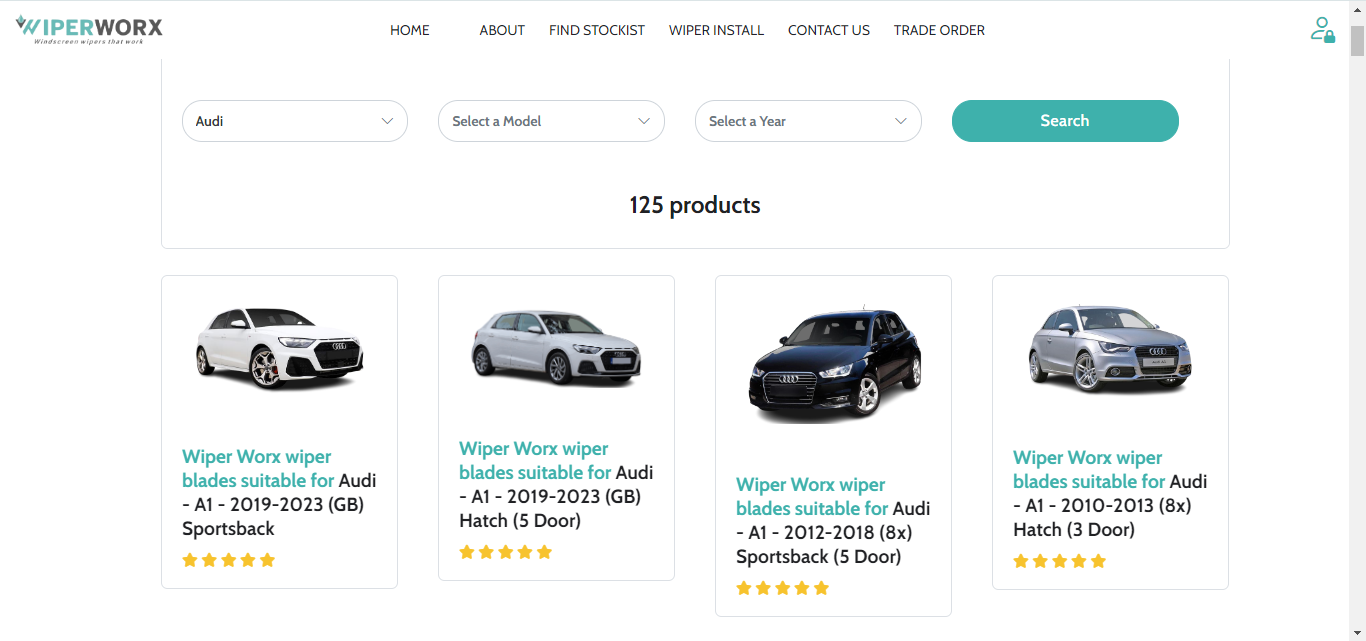 WIPERWORX
Windscreen wipers that work
HOME
ABOUT
FIND STOCKIST
WIPER INSTALL
CONTACT US
TRADE ORDER
Audi
Select a Model
Select a Year
Search
125 products
Wiper Worx wiper
blades suitable for Audi
- A1 - 2019-2023 (GB)
Sportsback
Wiper Worx wiper
blades suitable for Audi
- A1 - 2019-2023 (GB)
Hatch (5 Door)
Wiper Worx wiper
blades suitable for Audi
- A1 - 2012-2018 (8x)
Sportsback (5 Door)
Wiper Worx wiper
blades suitable for Audi
- A1 - 2010-2013 (8x)
Hatch (3 Door)